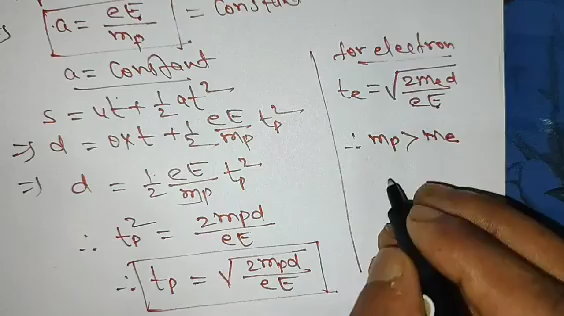 a = eE/mp = Constant
a = Constant
s = ut + 1/2 at²
⇒ d = 0×t + 1/2 eE/mp tp²
⇒ d = 1/2 eE/mp tp²
∴ tp² = 2mpd/eE
∴ tp = √(2mpd/eE)
for electron
te = √(2med/eE)
∴ mp > me